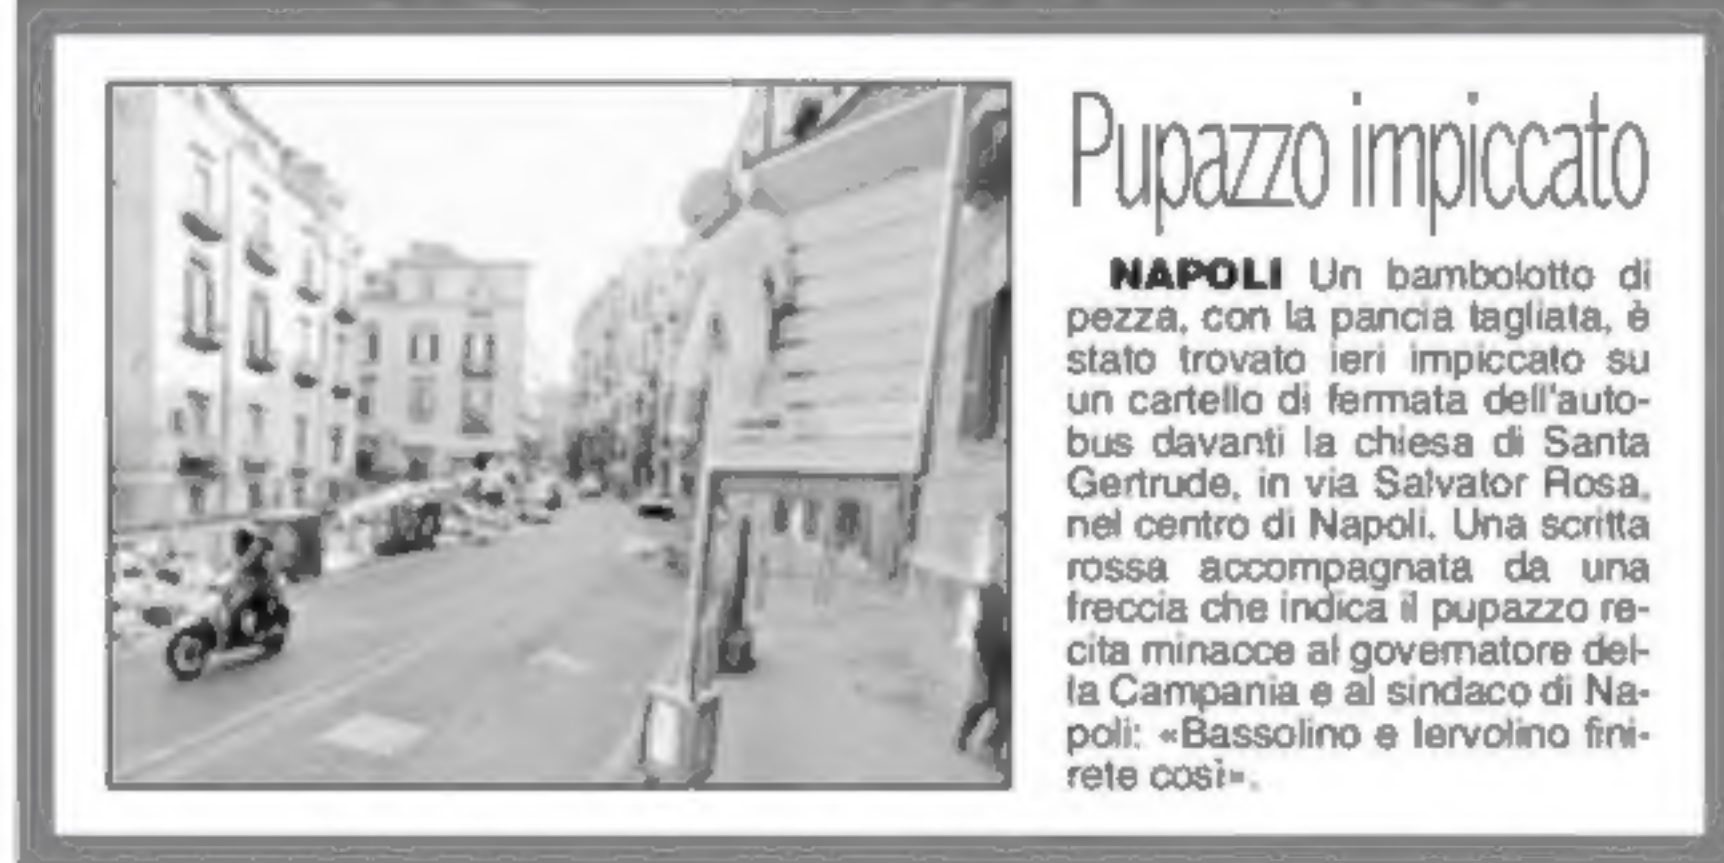 Pupazzo impiccato
NAPOLI Un bambolotto di
pezza, con la pancia tagliata, è
stato trovato ieri impiccato su
un cartello di fermata dell'auto-
bus davanti la chiesa di Santa
Gertrude, in via Salvator Rosa,
nel centro di Napoli. Una scritta
rossa accompagnata da una
freccia che indica il pupazzo re-
cita minacce al governatore del-
la Campania e al sindaco di Na-
poli: «Bassolino e Iervolino fini-
rete così».